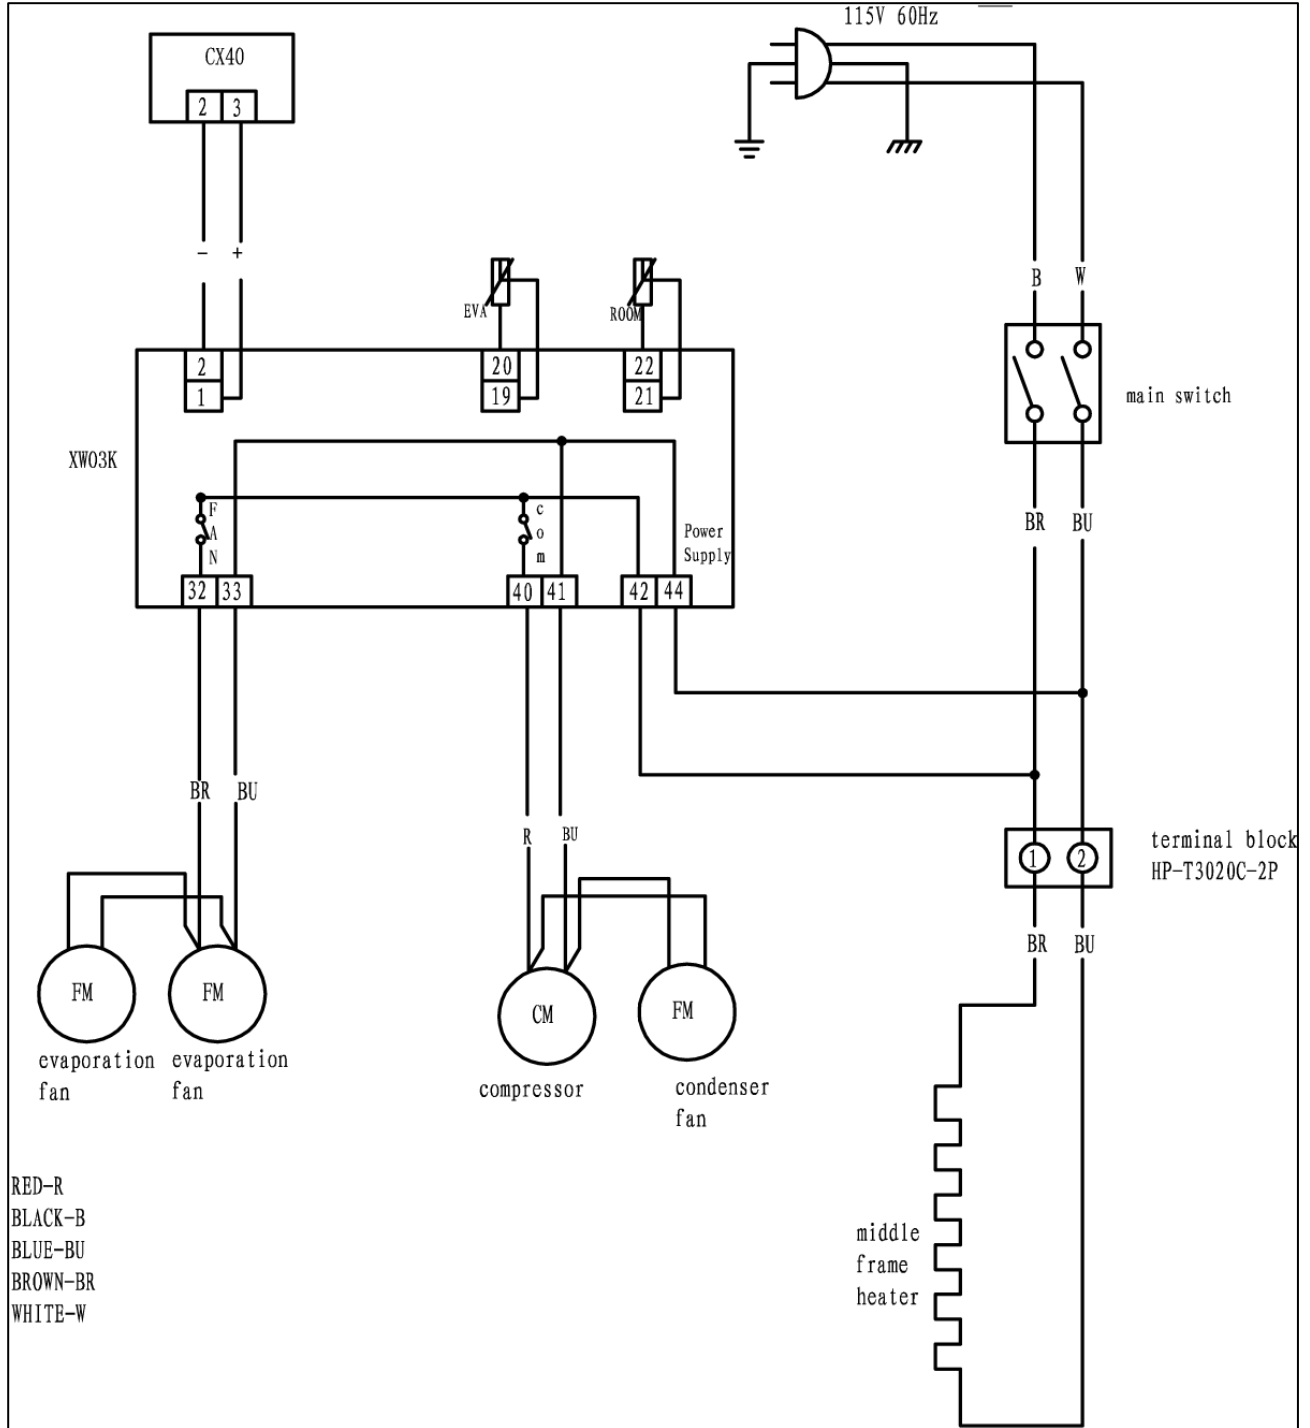 115V 60Hz
CX40
2 3
- +
B W
EVA
ROOM
2
1
20
19
22
21
main switch
XW03K
FAN
com
Power
Supply
BR BU
32 33
40 41
42 44
BR BU
R BU
terminal block
HP-T3020C-2P
1 2
BR BU
FM
FM
CM
FM
evaporation
fan
evaporation
fan
compressor
condenser
fan
RED-R
BLACK-B
BLUE-BU
BROWN-BR
WHITE-W
middle
frame
heater